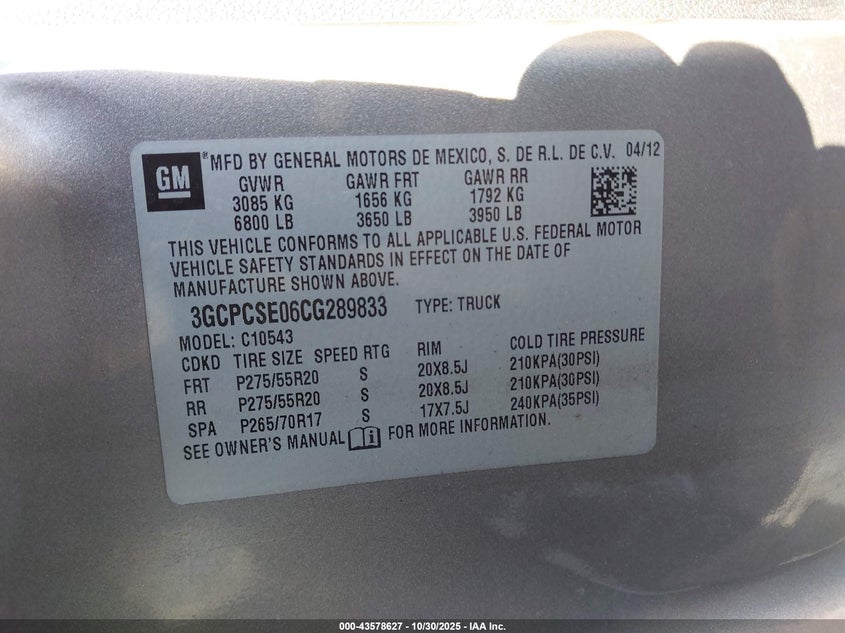 GM ® MFD BY GENERAL MOTORS DE MEXICO, S. DE R.L. DE C.V. 04/12
GVWR GAWR FRT GAWR RR
3085 KG 1656 KG 1792 KG
6800 LB 3650 LB 3950 LB
THIS VEHICLE CONFORMS TO ALL APPLICABLE U.S. FEDERAL MOTOR
VEHICLE SAFETY STANDARDS IN EFFECT ON THE DATE OF
MANUFACTURE SHOWN ABOVE.
3GCPCSE06CG289833 TYPE: TRUCK
MODEL: C10543
CDKD TIRE SIZE SPEED RTG RIM COLD TIRE PRESSURE
FRT P275/55R20 S 20X8.5J 210KPA(30PSI)
RR P275/55R20 S 20X8.5J 210KPA(30PSI)
SPA P265/70R17 S 17X7.5J 240KPA(35PSI)
SEE OWNER'S MANUAL FOR MORE INFORMATION.
000-43578627 - 10/30/2025 - IAA Inc.